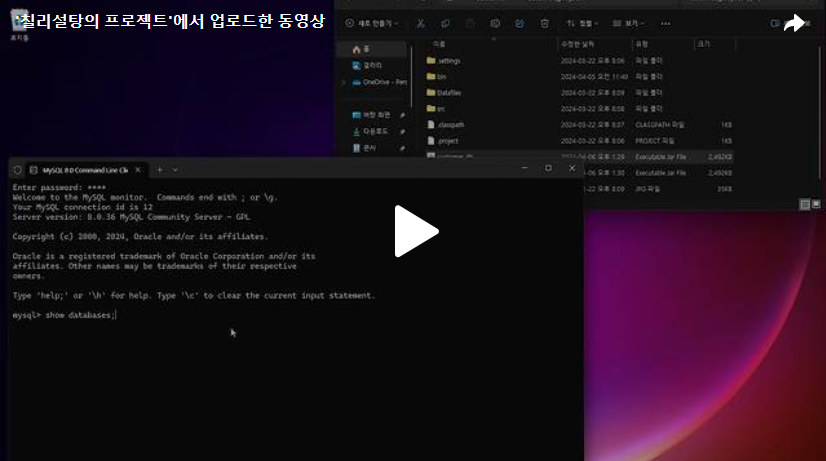 '칠리설탕의 프로젝트'에서 업로드한 동영상
휴지통
새로 만들기
정렬
보기
이름
수정한 날짜
유형
크기
홈
갤러리
OneDrive - Pers
바탕 화면
다운로드
문서
.settings
2024-03-22 오후 8:06
파일 폴더
bin
2024-04-05 오전 11:49
파일 폴더
Datafiles
2024-03-22 오후 8:09
파일 폴더
src
2024-03-22 오후 8:08
파일 폴더
.classpath
2024-03-22 오후 8:07
CLASSPATH 파일
1KB
.project
2024-03-22 오후 8:06
PROJECT 파일
1KB
오후 1:29
Executable Jar File
2,492KB
오후 1:30
Executable Jar File
2,492KB
오후 8:09
JPG 파일
35KB
MySQL 8.0 Command Line Cli
Enter password: ****
Welcome to the MySQL monitor.  Commands end with ; or \g.
Your MySQL connection id is 12
Server version: 8.0.36 MySQL Community Server - GPL
Copyright (c) 2000, 2024, Oracle and/or its affiliates.
Oracle is a registered trademark of Oracle Corporation and/or its
affiliates. Other names may be trademarks of their respective
owners.
Type 'help;' or '\h' for help. Type '\c' to clear the current input statement.
mysql> show databases;